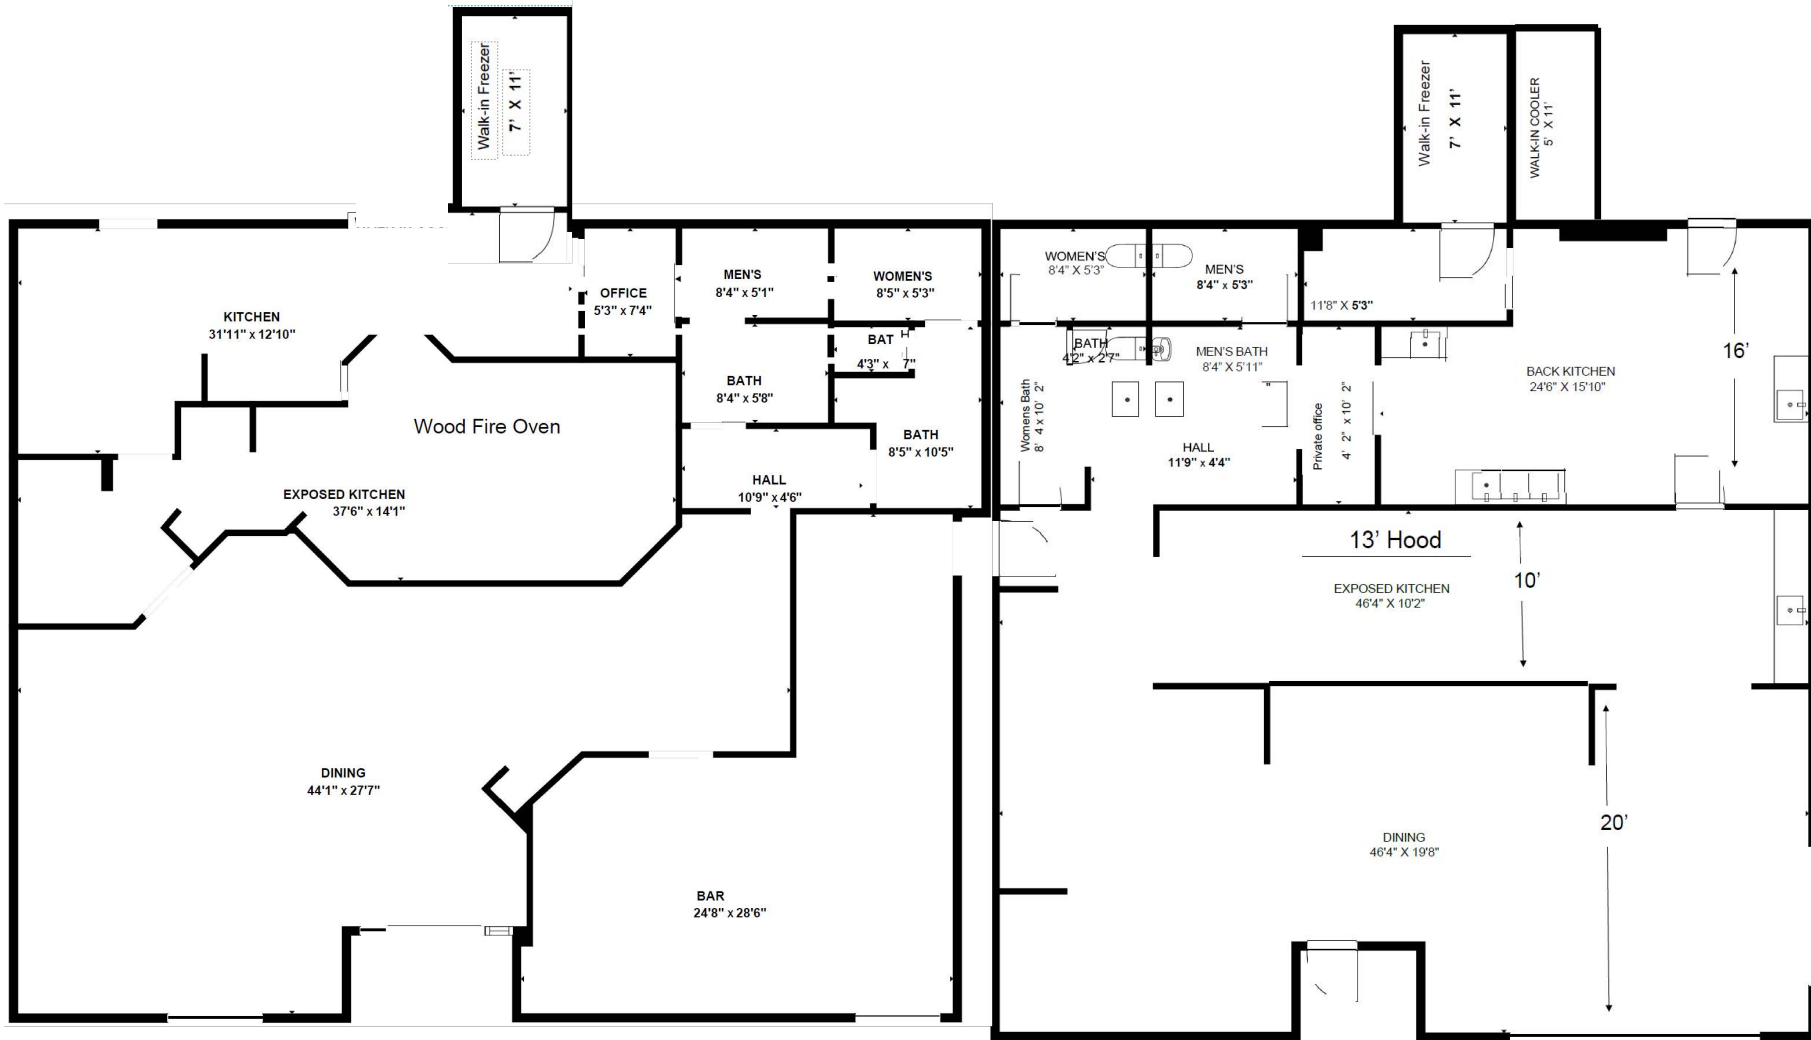 Walk-in Freezer
7' X 11'
KITCHEN
31'11" x 12'10"
OFFICE
5'3" x 7'4"
MEN'S
8'4" x 5'1"
WOMEN'S
8'5" x 5'3"
BAT
4'3" x 7"
BATH
8'4" x 5'8"
BATH
8'5" x 10'5"
HALL
10'9" x 4'6"
Wood Fire Oven
EXPOSED KITCHEN
37'6" x 14'1"
DINING
44'1" x 27'7"
BAR
24'8" x 28'6"
Walk-in Freezer
7' X 11'
WALK-IN COOLER
5' X 11'
WOMEN'S
8'4" X 5'3"
MEN'S
8'4" x 5'3"
11'8" X 5'3"
BATH
4'2" x 2'7"
MEN'S BATH
8'4" X 5'11"
Womens Bath
8' 4 x 10' 2"
HALL
11'9" x 4'4"
Private office
4' 2" x 10' 2"
BACK KITCHEN
24'6" X 15'10"
16'
13' Hood
EXPOSED KITCHEN
46'4" X 10'2"
10'
DINING
46'4" X 19'8"
20'